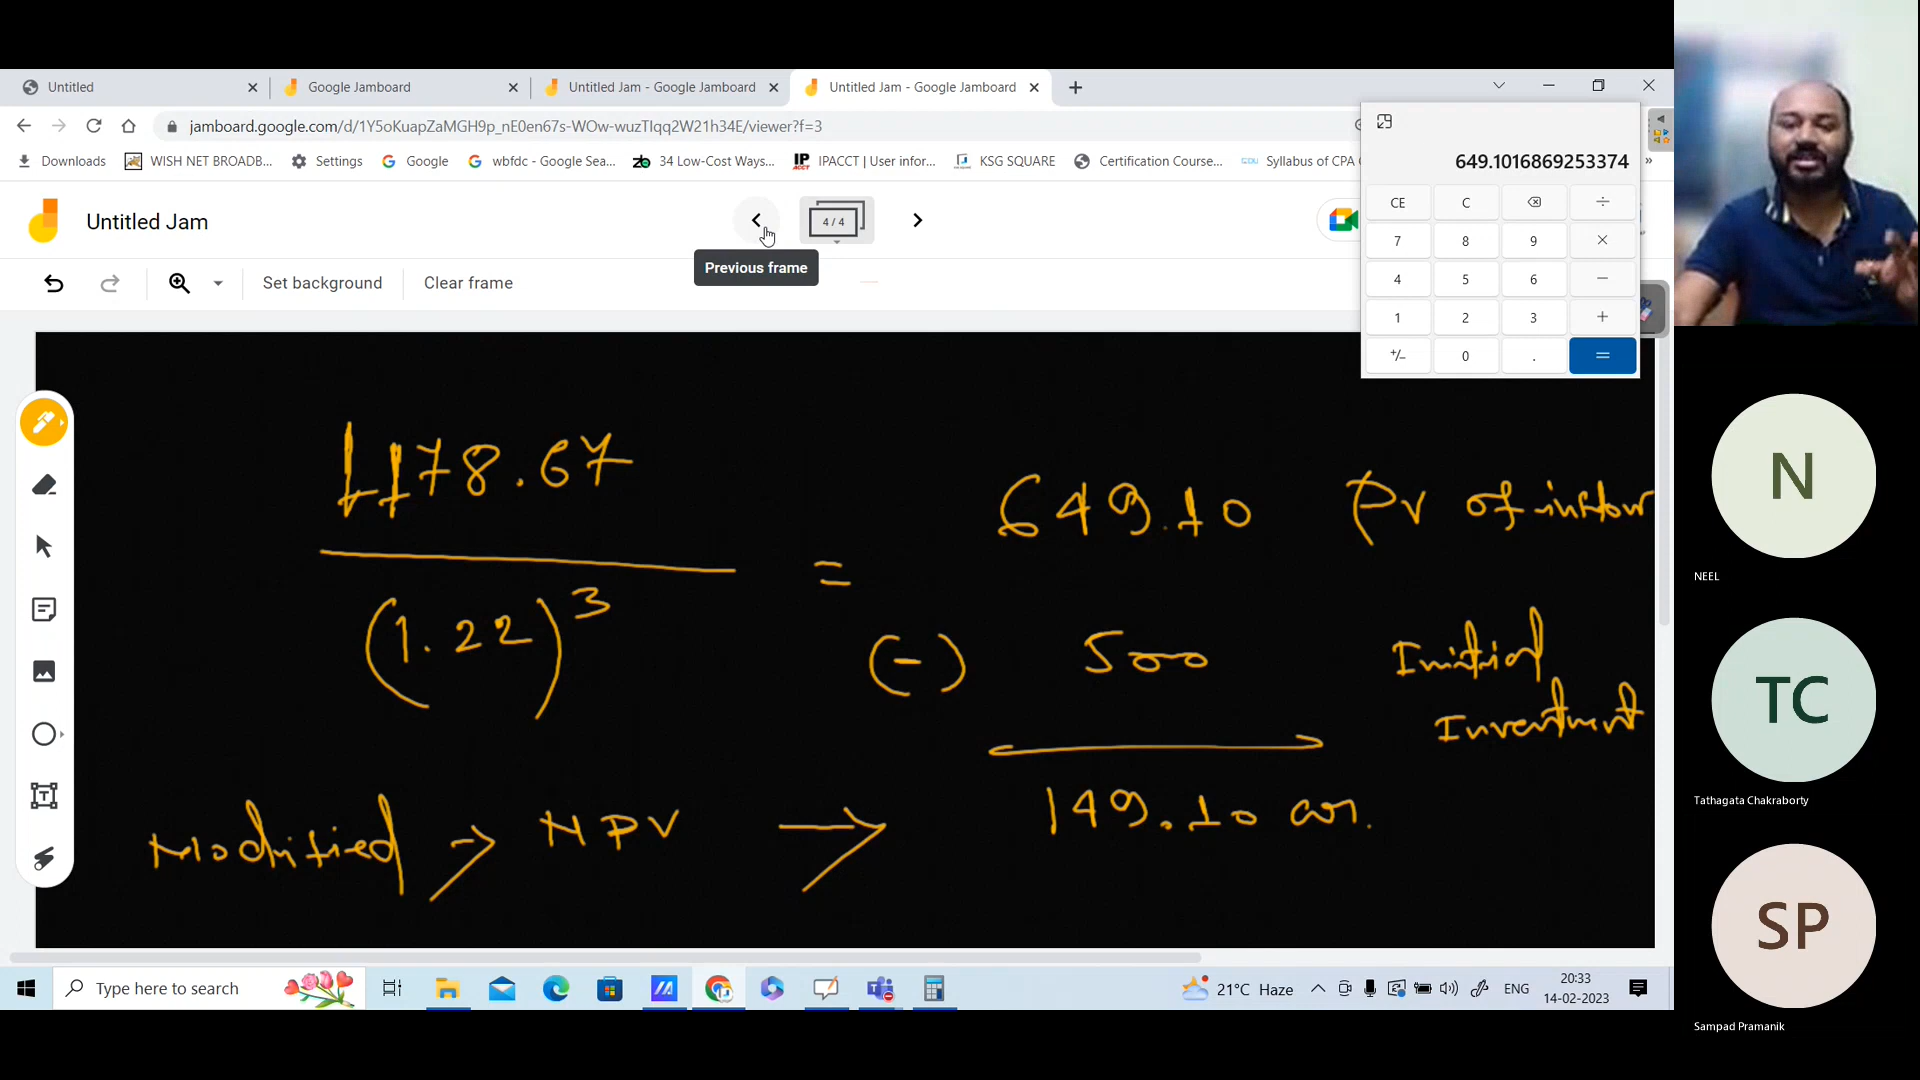 Untitled
Google Jamboard
Untitled Jam - Google Jamboard
Untitled Jam - Google Jamboard
jamboard.google.com/d/1Y5oKuapZaMGH9p_nE0en67s-WOw-wuzTlqq2W21h34E/viewer?f=3
Downloads
WISH NET BROADB...
Settings
Google
wbfdc - Google Sea...
34 Low-Cost Ways...
IPACCT | User infor...
KSG SQUARE
Certification Course...
Syllabus of CPA
»
649.1016869253374
CE C ÷
7 8 9 ×
4 5 6 −
1 2 3 +
+/− 0 . =
Untitled Jam
4 / 4
Previous frame
Set background
Clear frame
1178.67
(1.22)3
=
649.10 PV of inflow
(-) 500 Initial
Investment
Modified → NPV → 149.10 cr.
N
NEEL
TC
Tathagata Chakraborty
SP
Sampad Pramanik
Type here to search
21°C Haze
ENG
20:33
14-02-2023